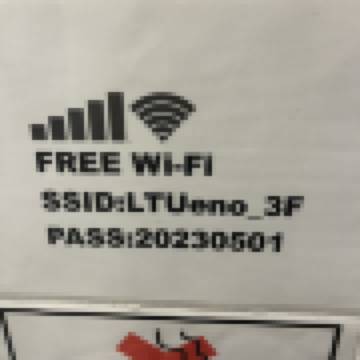 FREE Wi-Fi
SSID:LTUeno_3F
PASS:20230501